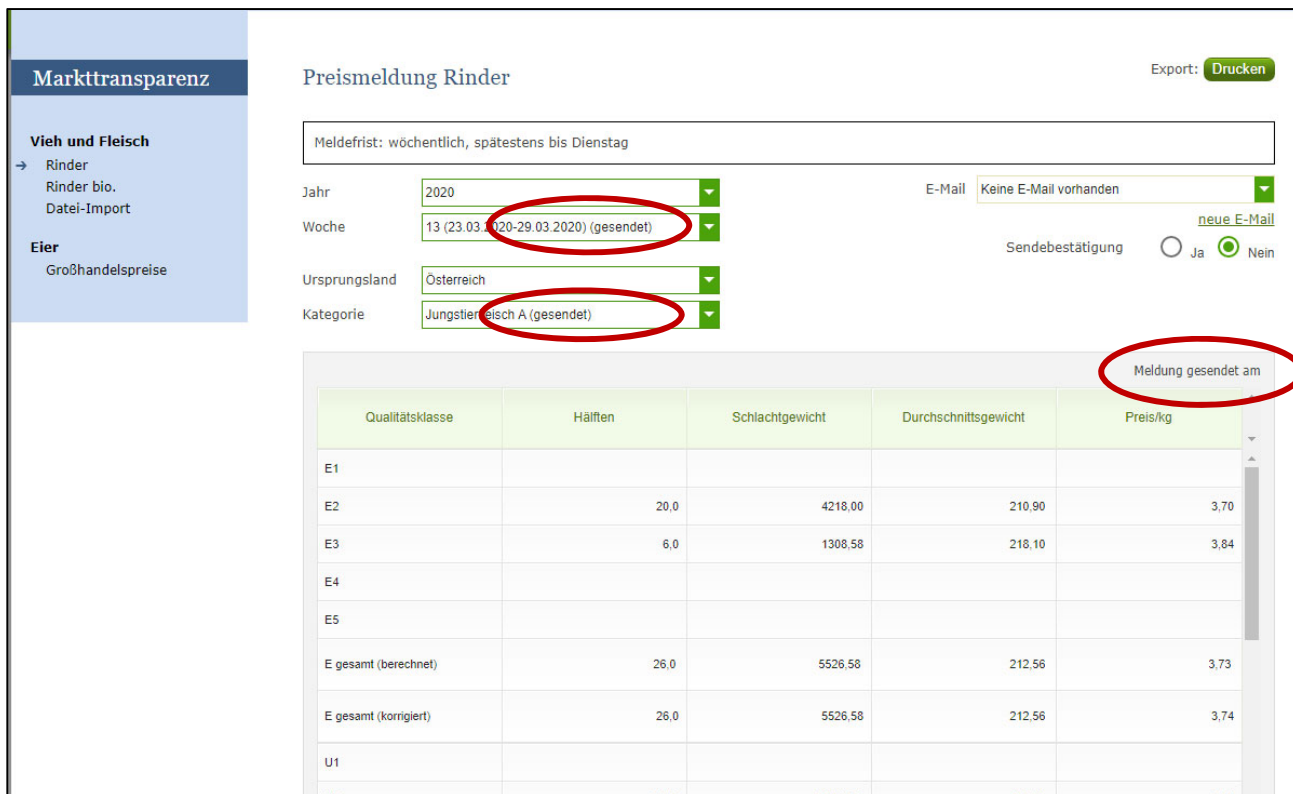 Markttransparenz
Vieh und Fleisch
→ Rinder
Rinder bio.
Datei-Import
Eier
Großhandelspreise
Preismeldung Rinder
Export: Drucken
Meldefrist: wöchentlich, spätestens bis Dienstag
Jahr 2020
E-Mail Keine E-Mail vorhanden
neue E-Mail
Woche 13 (23.03.2020-29.03.2020) (gesendet)
Sendebestätigung Ja Nein
Ursprungsland Österreich
Kategorie Jungstierfleisch A (gesendet)
Meldung gesendet am
Qualitätsklasse Hälften Schlachtgewicht Durchschnittsgewicht Preis/kg
E1
E2 20,0 4218,00 210,90 3,70
E3 6,0 1308,58 218,10 3,84
E4
E5
E gesamt (berechnet) 26,0 5526,58 212,56 3,73
E gesamt (korrigiert) 26,0 5526,58 212,56 3,74
U1